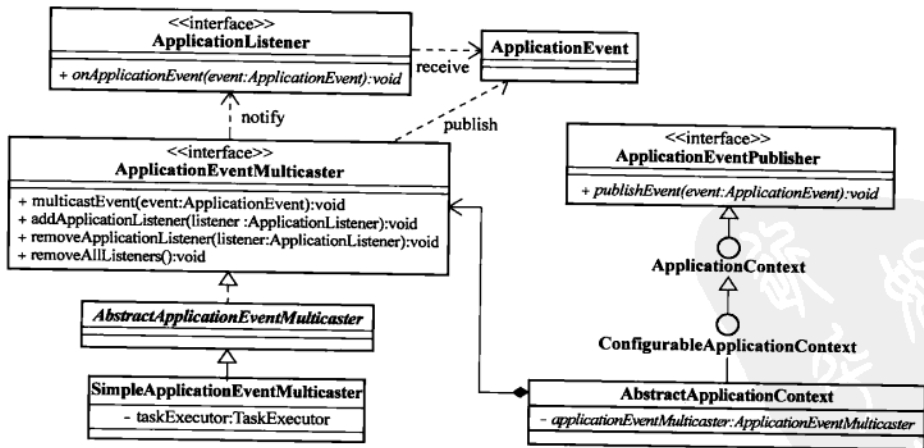 <<interface>>
ApplicationListener
+ onApplicationEvent(event:ApplicationEvent):void
receive
ApplicationEvent
notify
publish
<<interface>>
ApplicationEventMulticaster
+ multicastEvent(event:ApplicationEvent):void
+ addApplicationListener(listener :ApplicationListener):void
+ removeApplicationListener(listener:ApplicationListener):void
+ removeAllListeners():void
<<interface>>
ApplicationEventPublisher
+ publishEvent(event:ApplicationEvent):void
ApplicationContext
ConfigurableApplicationContext
AbstractApplicationEventMulticaster
SimpleApplicationEventMulticaster
- taskExecutor:TaskExecutor
AbstractApplicationContext
- applicationEventMulticaster:ApplicationEventMulticaster